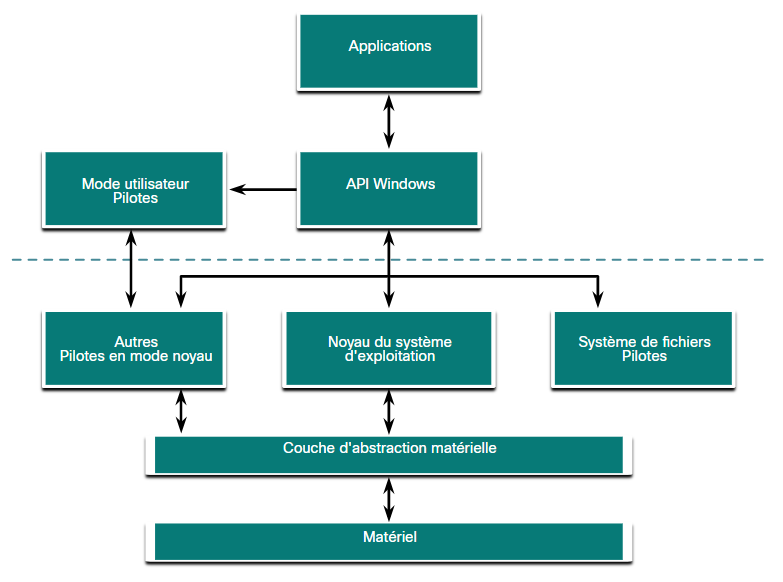 Applications
Mode utilisateur
Pilotes
API Windows
Autres
Pilotes en mode noyau
Noyau du système
d'exploitation
Système de fichiers
Pilotes
Couche d'abstraction matérielle
Matériel